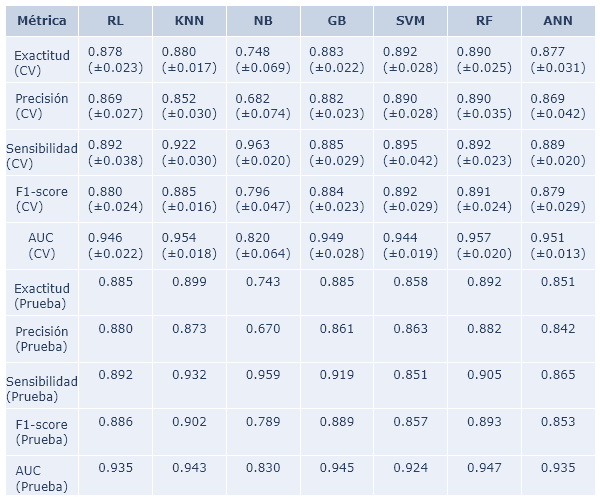 Métrica RL KNN NB GB SVM RF ANN
Exactitud (CV) 0.878 (±0.023) 0.880 (±0.017) 0.748 (±0.069) 0.883 (±0.022) 0.892 (±0.028) 0.890 (±0.025) 0.877 (±0.031)
Precisión (CV) 0.869 (±0.027) 0.852 (±0.030) 0.682 (±0.074) 0.882 (±0.023) 0.890 (±0.028) 0.890 (±0.035) 0.869 (±0.042)
Sensibilidad (CV) 0.892 (±0.038) 0.922 (±0.030) 0.963 (±0.020) 0.885 (±0.029) 0.895 (±0.042) 0.892 (±0.023) 0.889 (±0.020)
F1-score (CV) 0.880 (±0.024) 0.885 (±0.016) 0.796 (±0.047) 0.884 (±0.023) 0.892 (±0.029) 0.891 (±0.024) 0.879 (±0.029)
AUC (CV) 0.946 (±0.022) 0.954 (±0.018) 0.820 (±0.064) 0.949 (±0.028) 0.944 (±0.019) 0.957 (±0.020) 0.951 (±0.013)
Exactitud (Prueba) 0.885 0.899 0.743 0.885 0.858 0.892 0.851
Precisión (Prueba) 0.880 0.873 0.670 0.861 0.863 0.882 0.842
Sensibilidad (Prueba) 0.892 0.932 0.959 0.919 0.851 0.905 0.865
F1-score (Prueba) 0.886 0.902 0.789 0.889 0.857 0.893 0.853
AUC (Prueba) 0.935 0.943 0.830 0.945 0.924 0.947 0.935